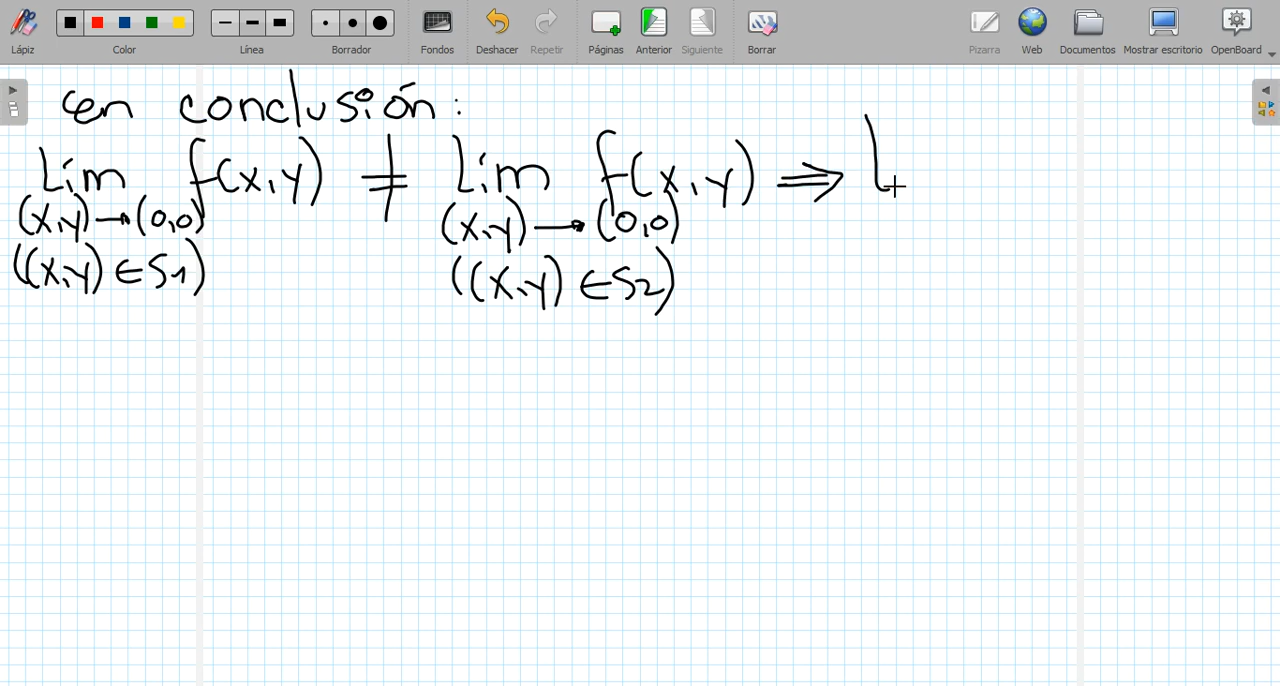 Lápiz Color Línea Borrador Fondos Deshacer Repetir Páginas Anterior Siguiente Borrar Pizarra Web Documentos Mostrar escritorio OpenBoard
en conclusión:
Lim f(x,y) ≠ Lim f(x,y) ⇒ L
(x,y)→(0,0) (x,y)→(0,0)
((x,y) ∈ S1) ((x,y) ∈ S2)